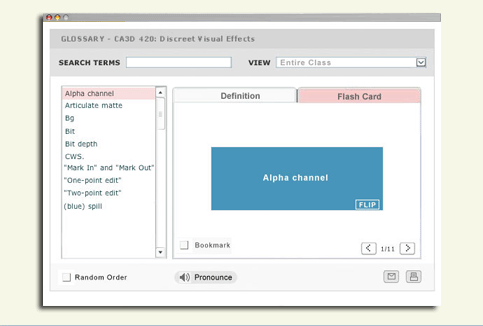 GLOSSARY - CA3D 420: Discreet Visual Effects
SEARCH TERMS
VIEW Entire Class
Alpha channel
Articulate matte
Bg
Bit
Bit depth
CWS.
"Mark In" and "Mark Out"
"One-point edit"
"Two-point edit"
(blue) spill
Definition
Flash Card
Alpha channel
FLIP
Bookmark
1/11
Random Order
Pronounce